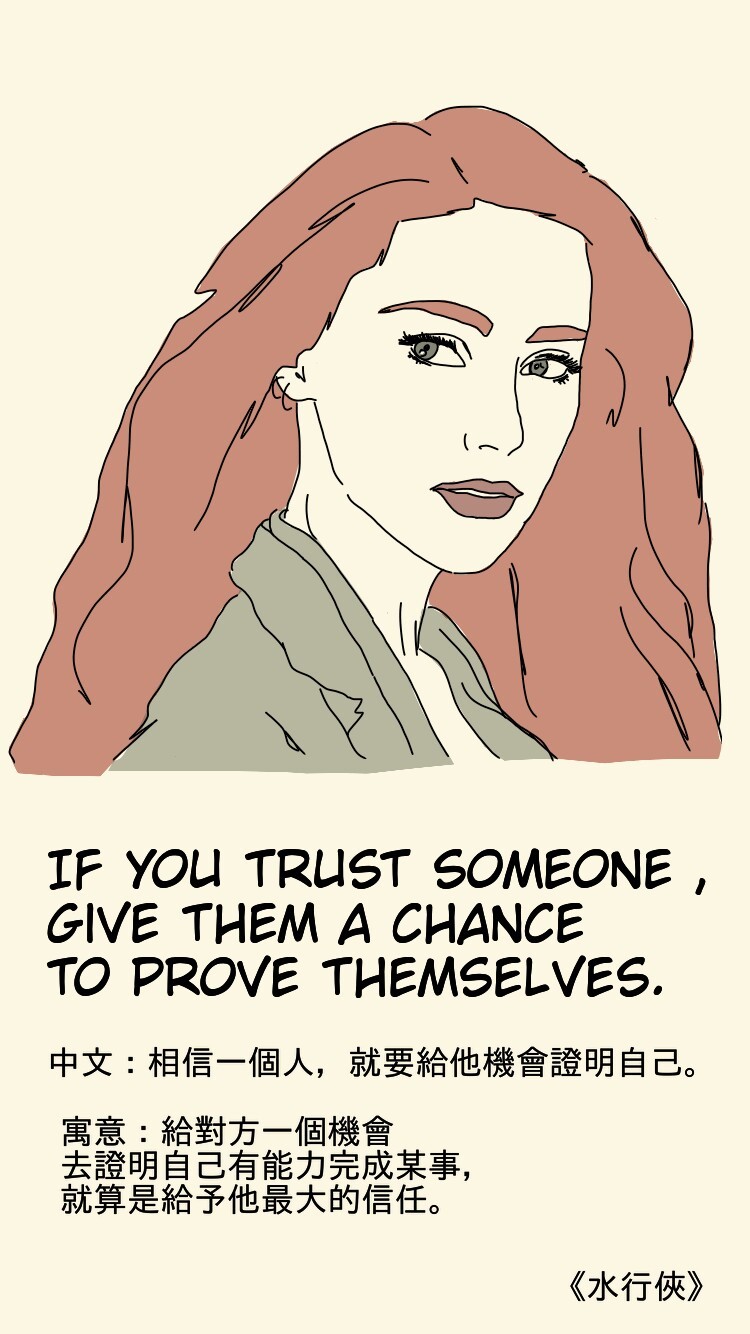 IF YOU TRUST SOMEONE ,
GIVE THEM A CHANCE
TO PROVE THEMSELVES.
中文：相信一個人，就要給他機會證明自己。
寓意：給對方一個機會
去證明自己有能力完成某事，
就算是給予他最大的信任。
《水行俠》